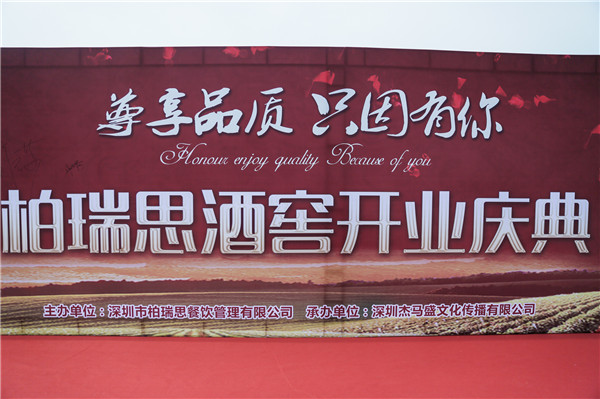 尊享品质 只因有你
Honour enjoy quality Because of you
柏瑞思酒窖开业庆典
主办单位：深圳市柏瑞思餐饮管理有限公司 承办单位：深圳杰马盛文化传播有限公司